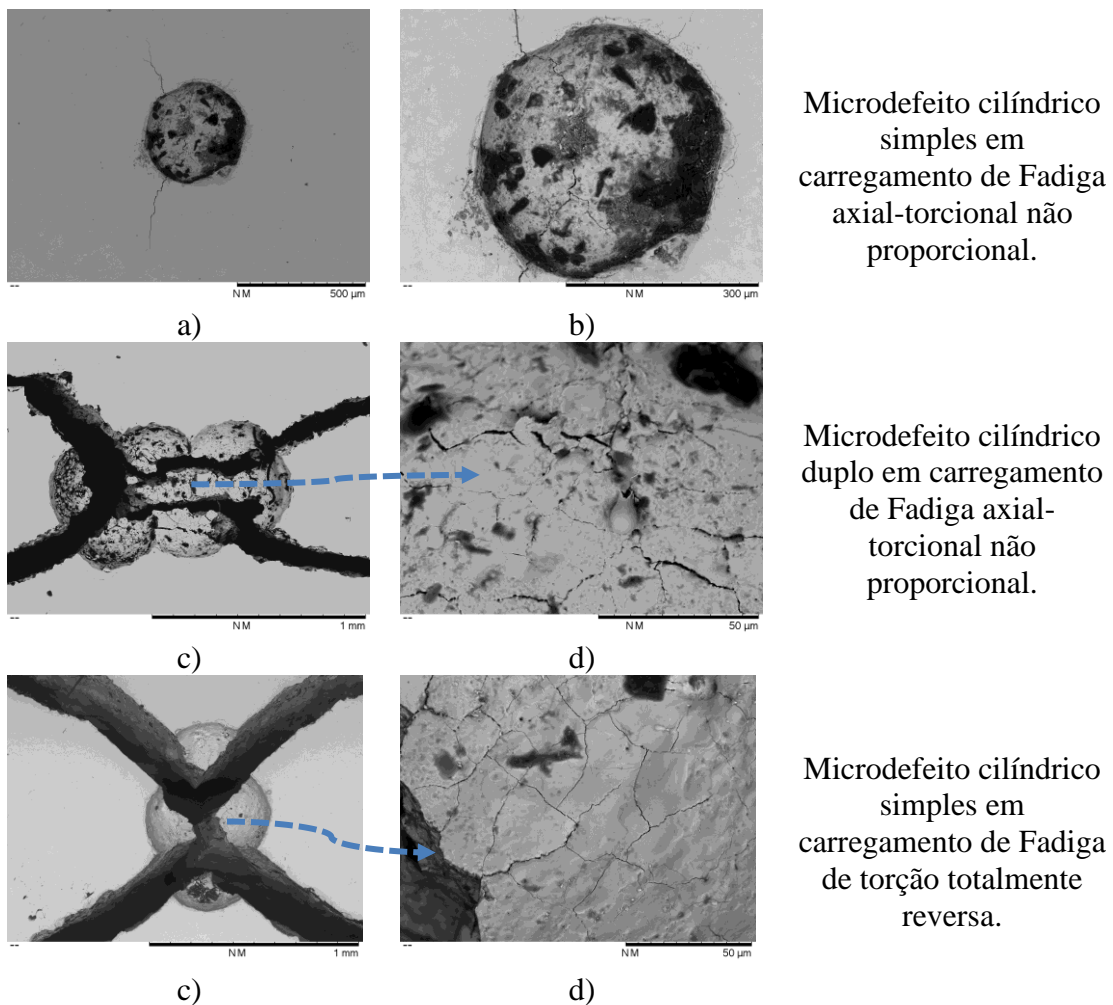 Microdefeito cilíndrico
simples em
carregamento de Fadiga
axial-torcional não
proporcional.
--
NM
500 µm
--
NM
300 µm
a)
b)
Microdefeito cilíndrico
duplo em carregamento
de Fadiga axial-
torcional não
proporcional.
--
NM
1 mm
--
NM
50 µm
c)
d)
Microdefeito cilíndrico
simples em
carregamento de Fadiga
de torção totalmente
reversa.
--
NM
1 mm
--
NM
50 µm
c)
d)